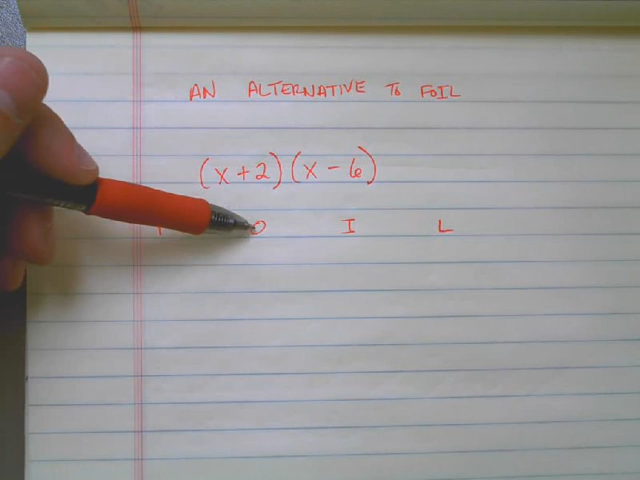 AN ALTERNATIVE TO FOIL
(x + 2)(x - 6)
O I L